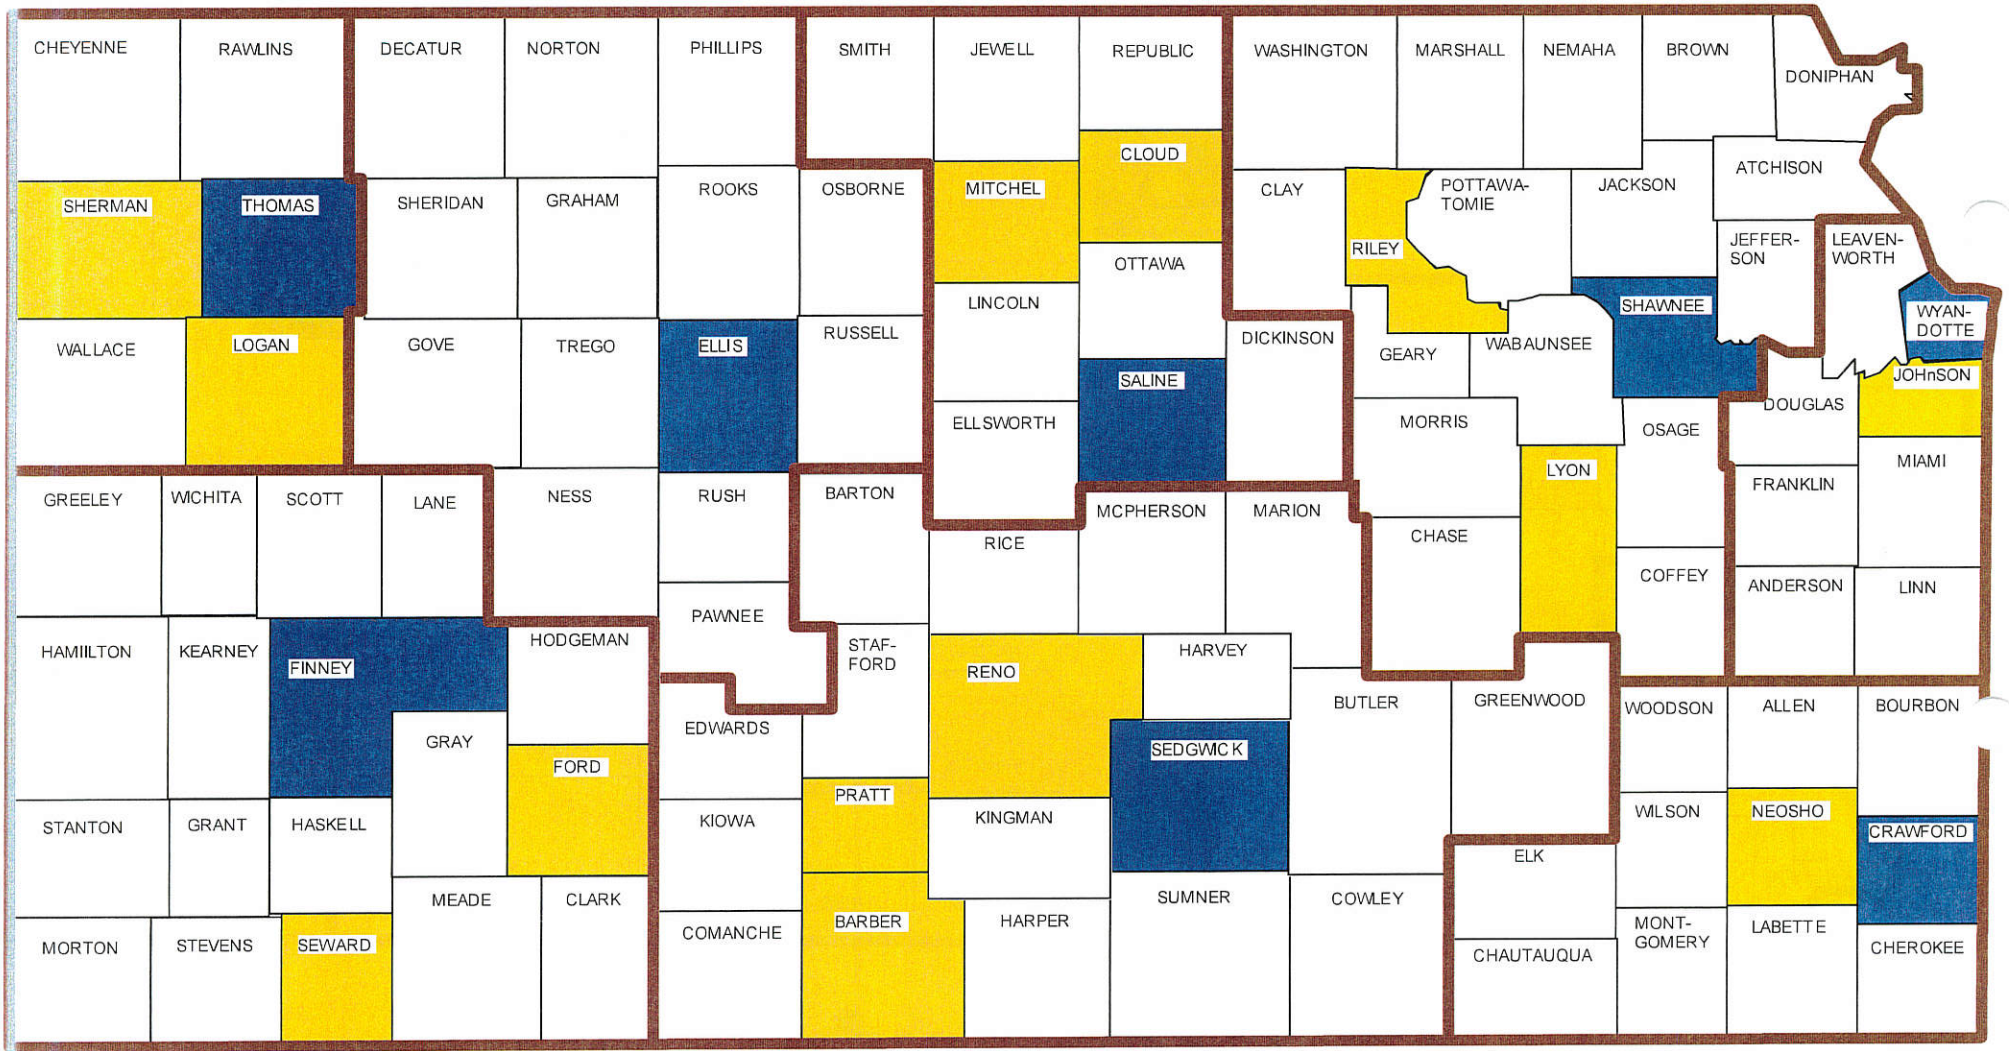 CHEYENNE
RAWLINS
DECATUR
NORTON
PHILLIPS
SMITH
JEWELL
REPUBLIC
WASHINGTON
MARSHALL
NEMAHA
BROWN
DONIPHAN
SHERMAN
THOMAS
SHERIDAN
GRAHAM
ROOKS
OSBORNE
MITCHEL
CLOUD
CLAY
RILEY
POTTAWA-
TOMIE
JACKSON
ATCHISON
JEFFER-
SON
LEAVEN-
WORTH
WYAN-
DOTTE
WALLACE
LOGAN
GOVE
TREGO
ELLIS
RUSSELL
LINCOLN
OTTAWA
SALINE
DICKINSON
GEARY
WABAUNSEE
SHAWNEE
DOUGLAS
JOHnSON
ELLSWORTH
MORRIS
OSAGE
MIAMI
GREELEY
WICHITA
SCOTT
LANE
NESS
RUSH
BARTON
RICE
MCPHERSON
MARION
CHASE
LYON
COFFEY
FRANKLIN
ANDERSON
LINN
HAMIILTON
KEARNEY
FINNEY
HODGEMAN
PAWNEE
STAF-
FORD
RENO
HARVEY
BUTLER
GREENWOOD
WOODSON
ALLEN
BOURBON
GRAY
FORD
EDWARDS
PRATT
SEDGWICK
STANTON
GRANT
HASKELL
KIOWA
KINGMAN
WILSON
NEOSHO
CRAWFORD
ELK
MORTON
STEVENS
SEWARD
MEADE
CLARK
COMANCHE
BARBER
HARPER
SUMNER
COWLEY
CHAUTAUQUA
MONT-
GOMERY
LABETTE
CHEROKEE